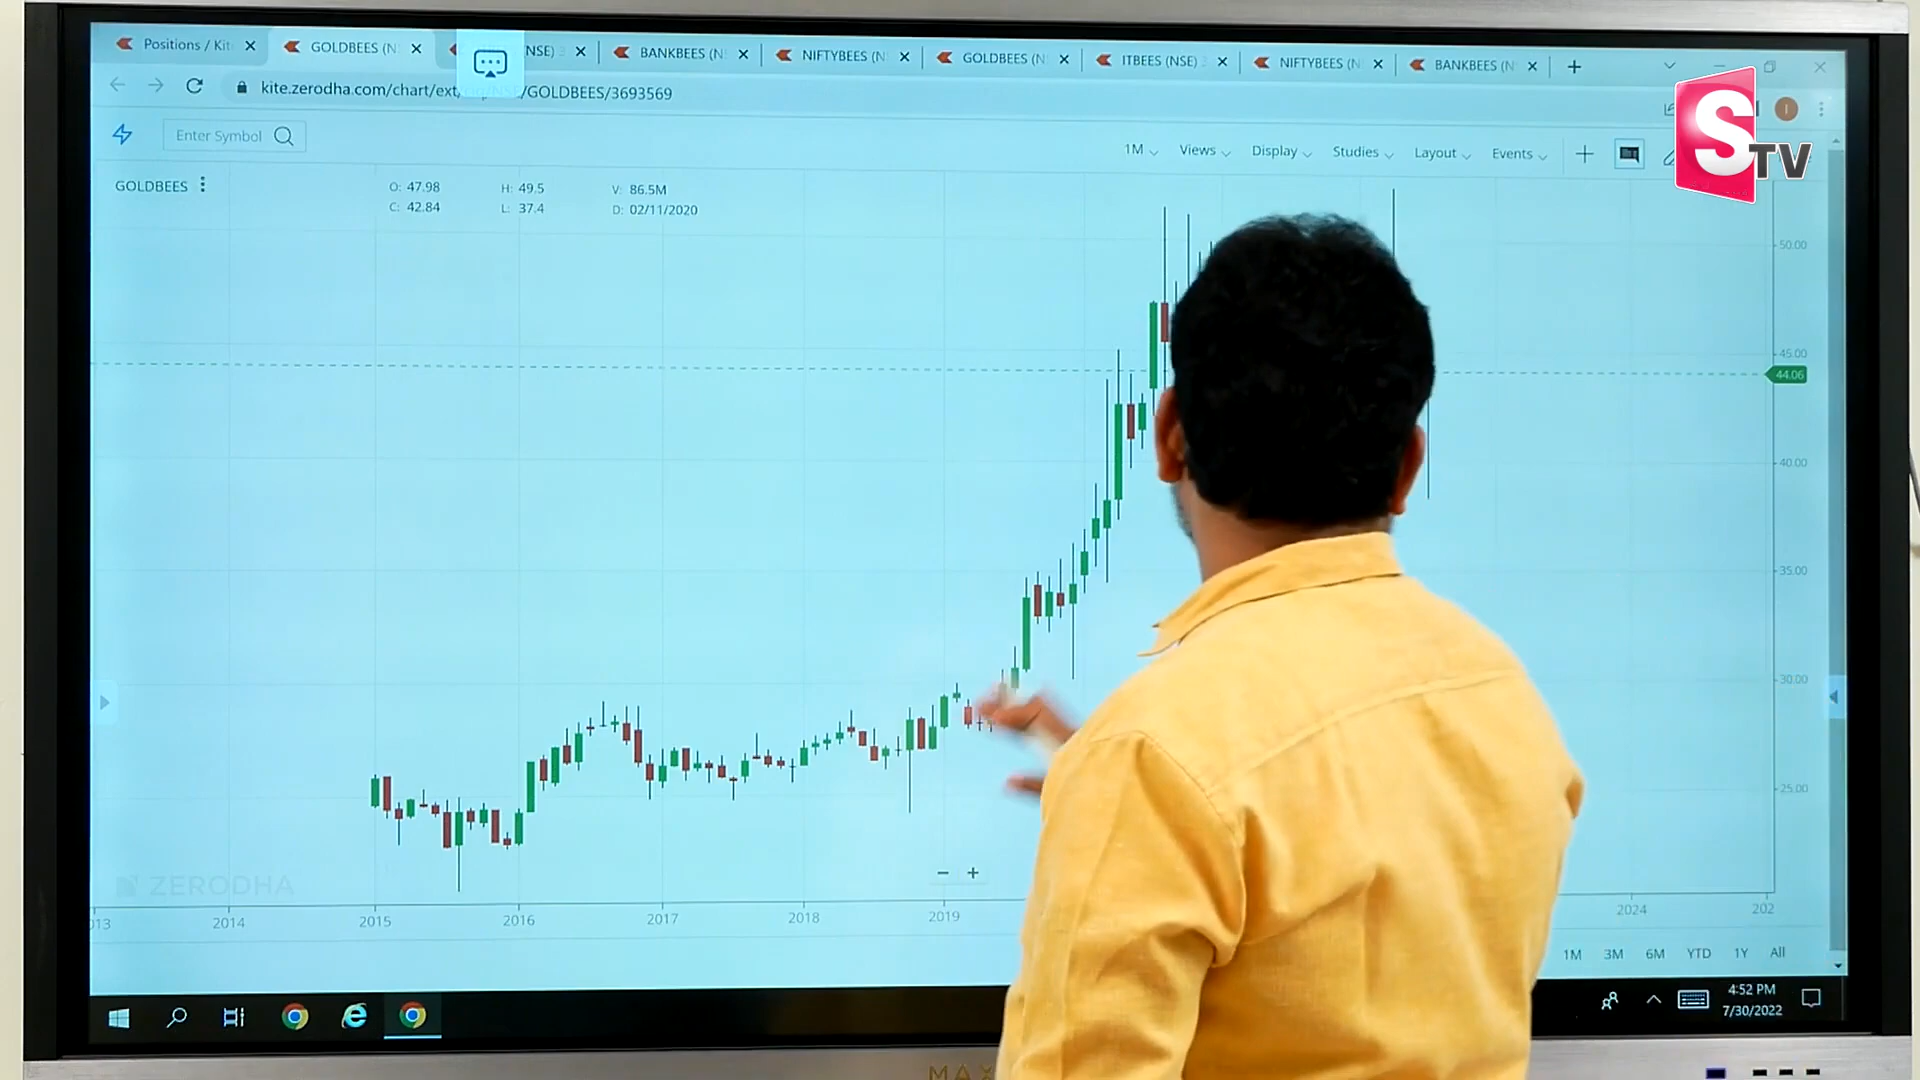 Positions / Kit
GOLDBEES (N
NSE)
BANKBEES (N
NIFTYBEES (N
GOLDBEES (N
ITBEES (NSE)
NIFTYBEES (N
BANKBEES (N
kite.zerodha.com/chart/ext/ /GOLDBEES/3693569
S TV
Enter Symbol
1M Views Display Studies Layout Events
GOLDBEES
O: 47.98 H: 49.5 V: 86.5M
C: 42.84 L: 37.4 D: 02/11/2020
50.00
45.00
44.06
40.00
35.00
30.00
25.00
ZERODHA
2014 2015 2016 2017 2018 2019 2024 202
1M 3M 6M YTD 1Y All
4:52 PM
7/30/2022
MAX